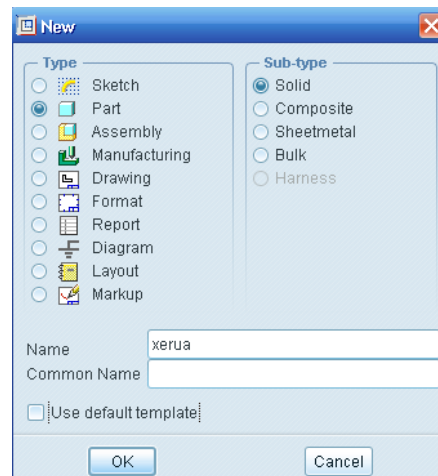 New
Type
Sketch
Part
Assembly
Manufacturing
Drawing
Format
Report
Diagram
Layout
Markup
Sub-type
Solid
Composite
Sheetmetal
Bulk
Harness
Name xerua
Common Name
Use default template
OK Cancel